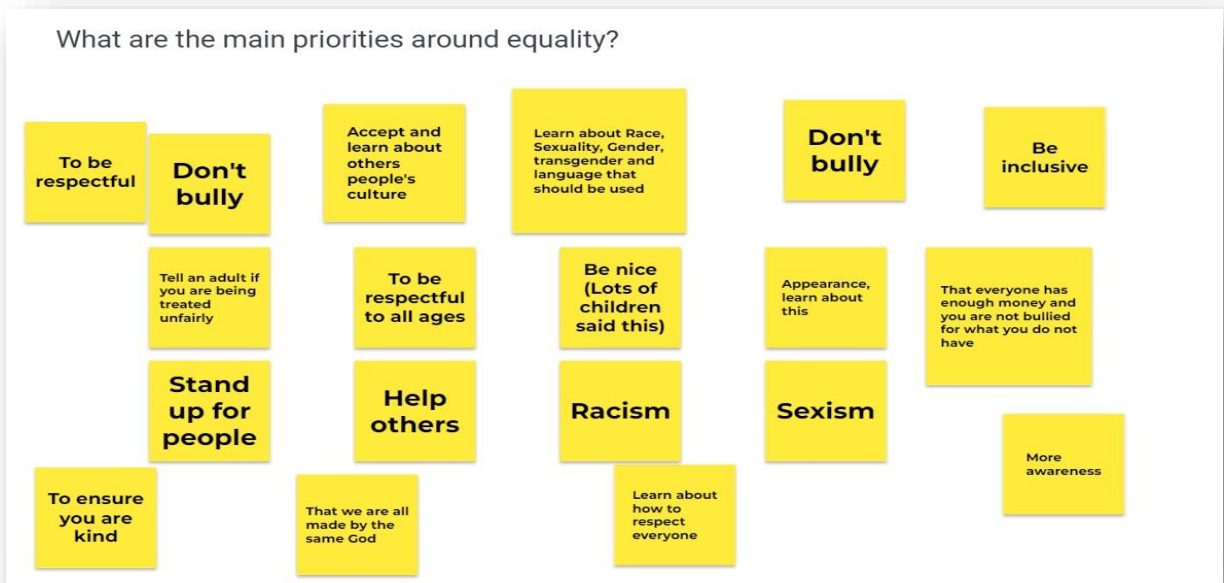 What are the main priorities around equality?
To be
respectful
Don't
bully
Accept and
learn about
others
people's
culture
Learn about Race,
Sexuality, Gender,
transgender and
language that
should be used
Don't
bully
Be
inclusive
Tell an adult if
you are being
treated
unfairly
To be
respectful
to all ages
Be nice
(Lots of
children
said this)
Appearance,
learn about
this
That everyone has
enough money and
you are not bullied
for what you do not
have
Stand
up for
people
Help
others
Racism
Sexism
More
awareness
To ensure
you are
kind
That we are all
made by the
same God
Learn about
how to
respect
everyone